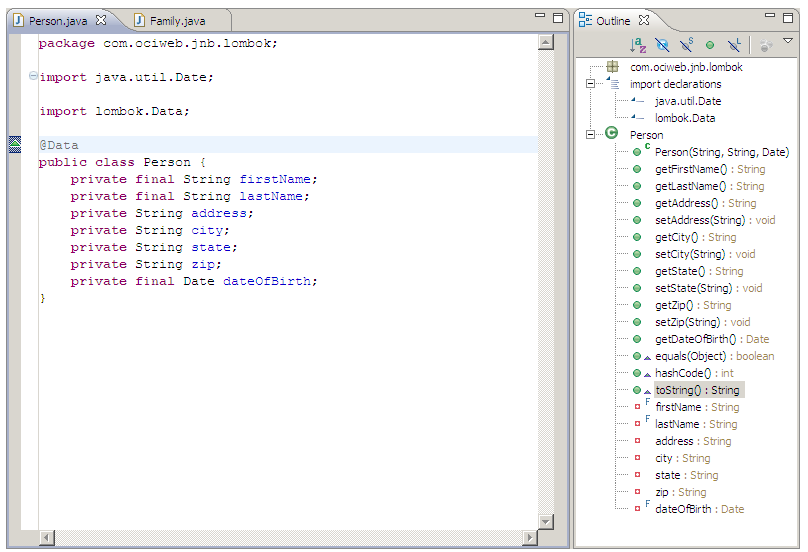 Person.java
Family.java
package com.ociweb.jnb.lombok;
import java.util.Date;
import lombok.Data;
@Data
public class Person {
    private final String firstName;
    private final String lastName;
    private String address;
    private String city;
    private String state;
    private String zip;
    private final Date dateOfBirth;
}
Outline
com.ociweb.jnb.lombok
import declarations
java.util.Date
lombok.Data
Person
Person(String, String, Date)
getFirstName() : String
getLastName() : String
getAddress() : String
setAddress(String) : void
getCity() : String
setCity(String) : void
getState() : String
setState(String) : void
getZip() : String
setZip(String) : void
getDateOfBirth() : Date
equals(Object) : boolean
hashCode() : int
toString() : String
firstName : String
lastName : String
address : String
city : String
state : String
zip : String
dateOfBirth : Date